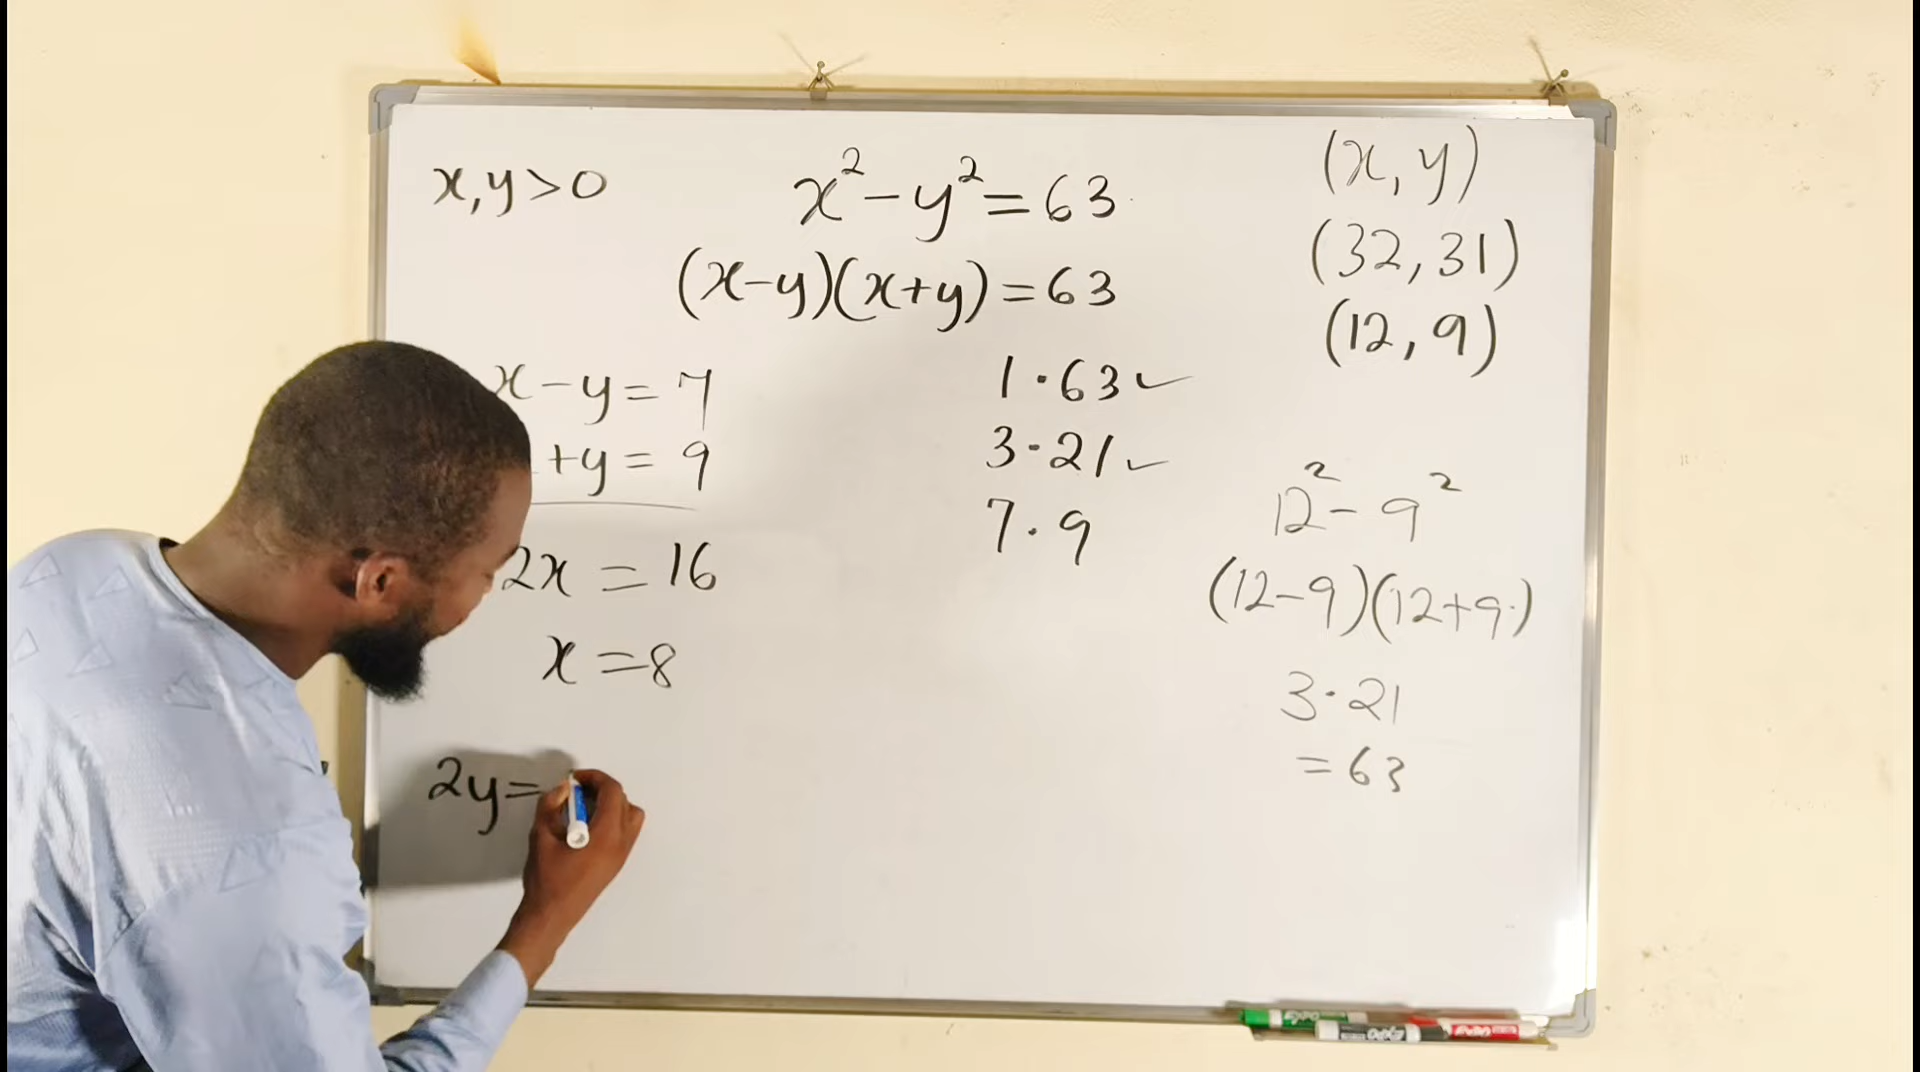 x, y > 0
x² - y² = 63
(x-y)(x+y) = 63
x - y = 7
+ y = 9
2x = 16
x = 8
2y =
1 · 63 ✓
3 · 21 ✓
7 · 9
(x, y)
(32, 31)
(12, 9)
12² - 9²
(12-9)(12+9)
3 · 21
= 63